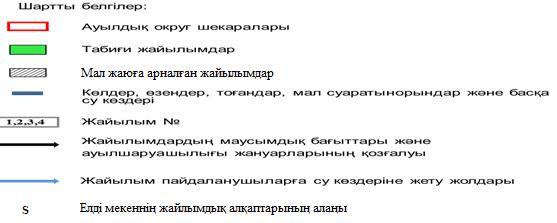 Шартты белгілер:
Ауылдық округ шекаралары
Табиғи жайылымдар
Мал жаюға арналған жайылымдар
Көлдер, өзендер, тоғандар, мал суаратынорындар және басқа
су көздері
1,2,3,4 Жайылым №
Жайылымдардың маусымдық бағыттары және
ауылшаруашылығы жануарларының қозғалуы
Жайылым пайдаланушыларға су көздеріне жету жолдары
S Елді мекеннің жайлымдық алқаптарының алаңы